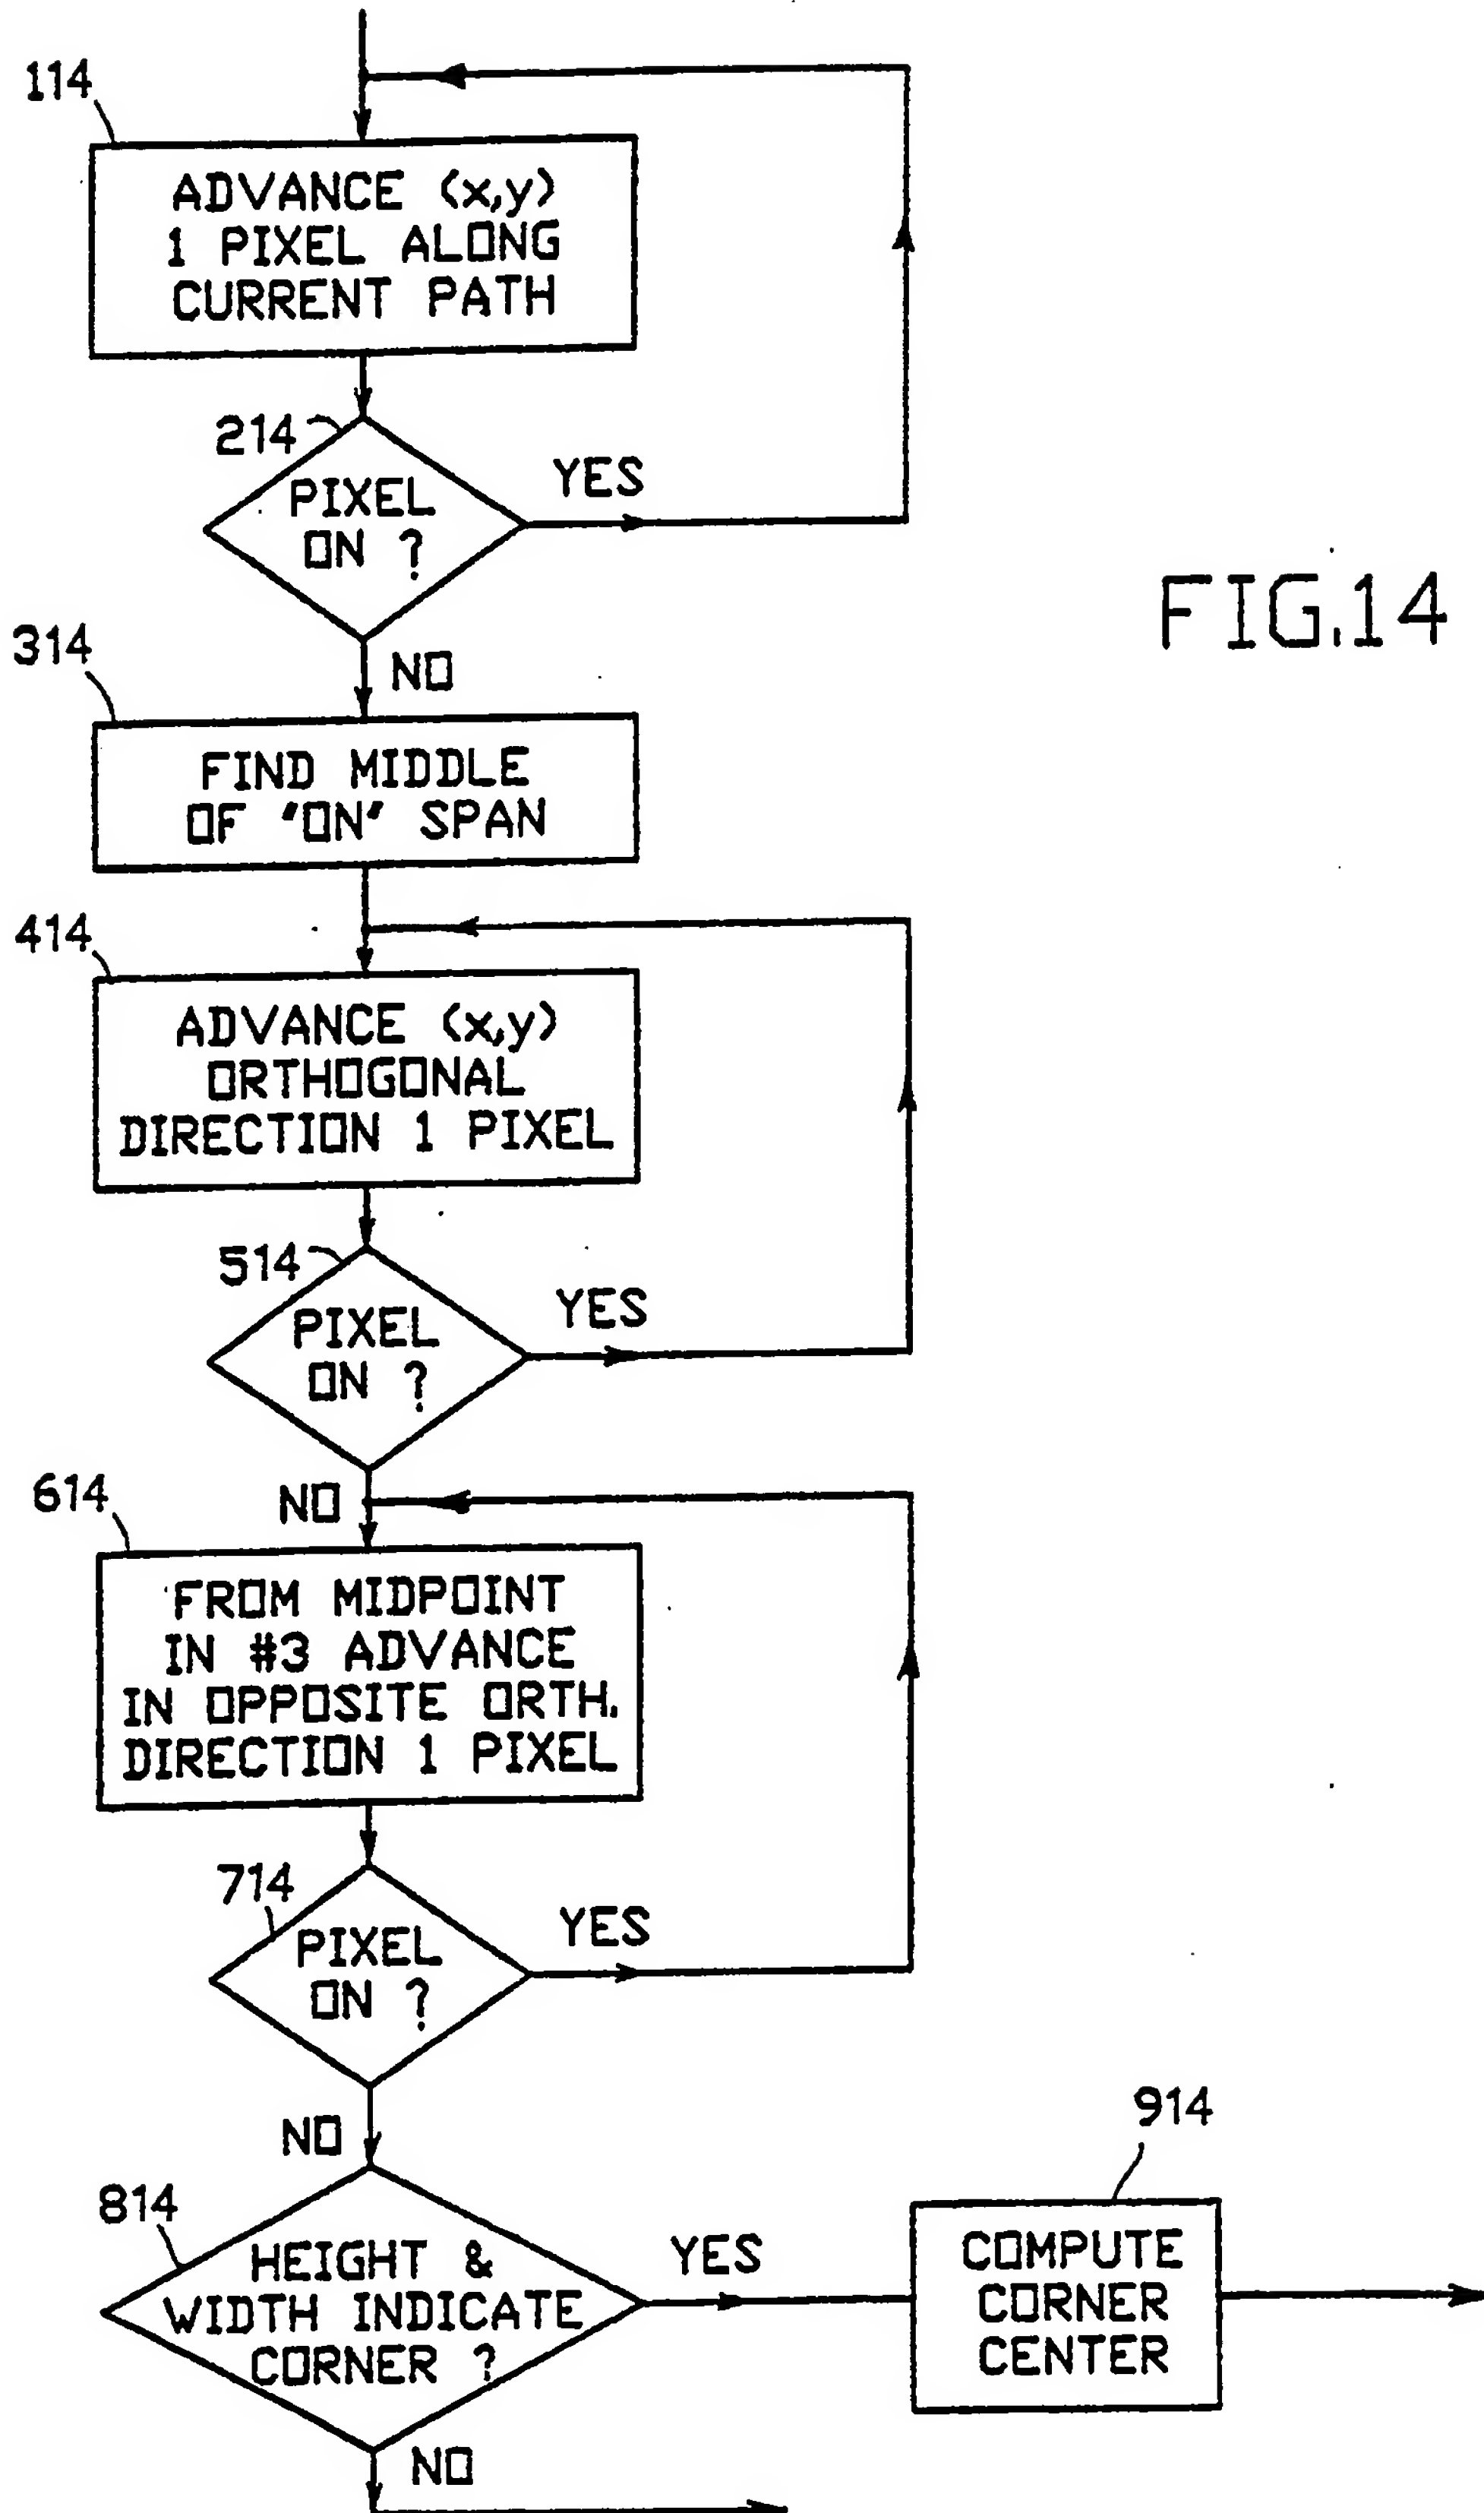 114
ADVANCE (x,y)
1 PIXEL ALONG
CURRENT PATH
214
PIXEL
ON ?
YES
FIG.14
314
NO
FIND MIDDLE
OF "ON" SPAN
414
ADVANCE (x,y)
ORTHOGONAL
DIRECTION 1 PIXEL
514
PIXEL
ON ?
YES
614
NO
FROM MIDPOINT
IN #3 ADVANCE
IN OPPOSITE ORTH.
DIRECTION 1 PIXEL
714
PIXEL
ON ?
YES
NO
814
HEIGHT &
WIDTH INDICATE
CORNER ?
YES
914
COMPUTE
CORNER
CENTER
NO